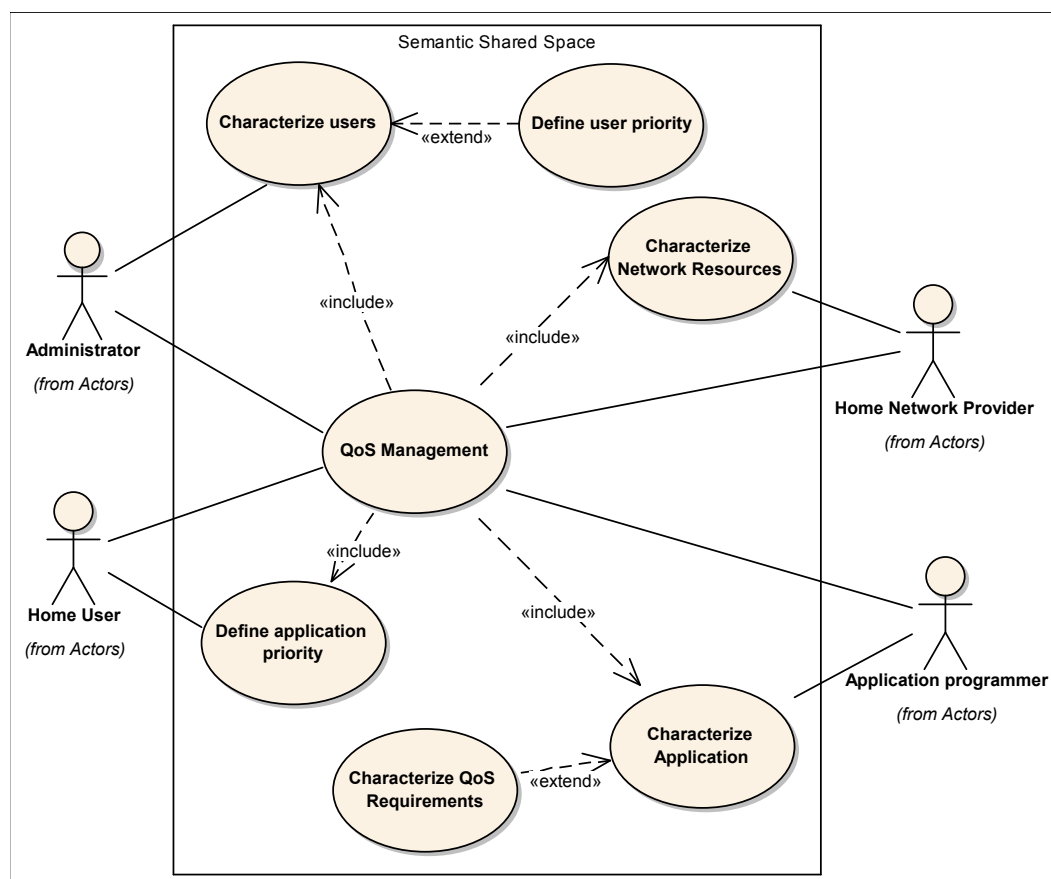 Semantic Shared Space
Characterize users
«extend»
Define user priority
Characterize
Network Resources
«include»
«include»
Administrator
(from Actors)
Home Network Provider
(from Actors)
QoS Management
Home User
(from Actors)
«include»
Define application
priority
«include»
Application programmer
(from Actors)
Characterize
Application
Characterize QoS
Requirements
«extend»